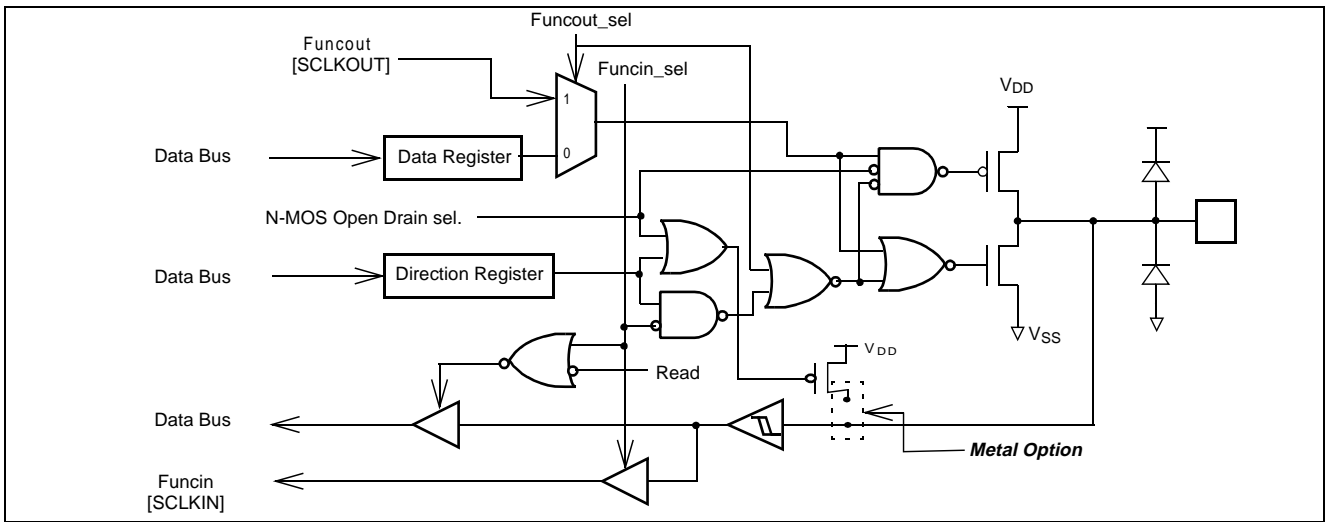 Funcout_sel
Funcout
[SCLKOUT]
Funcin_sel
1
VDD
Data Bus
Data Register
0
N-MOS Open Drain sel.
Data Bus
Direction Register
VSS
VDD
Read
Data Bus
Metal Option
Funcin
[SCLKIN]